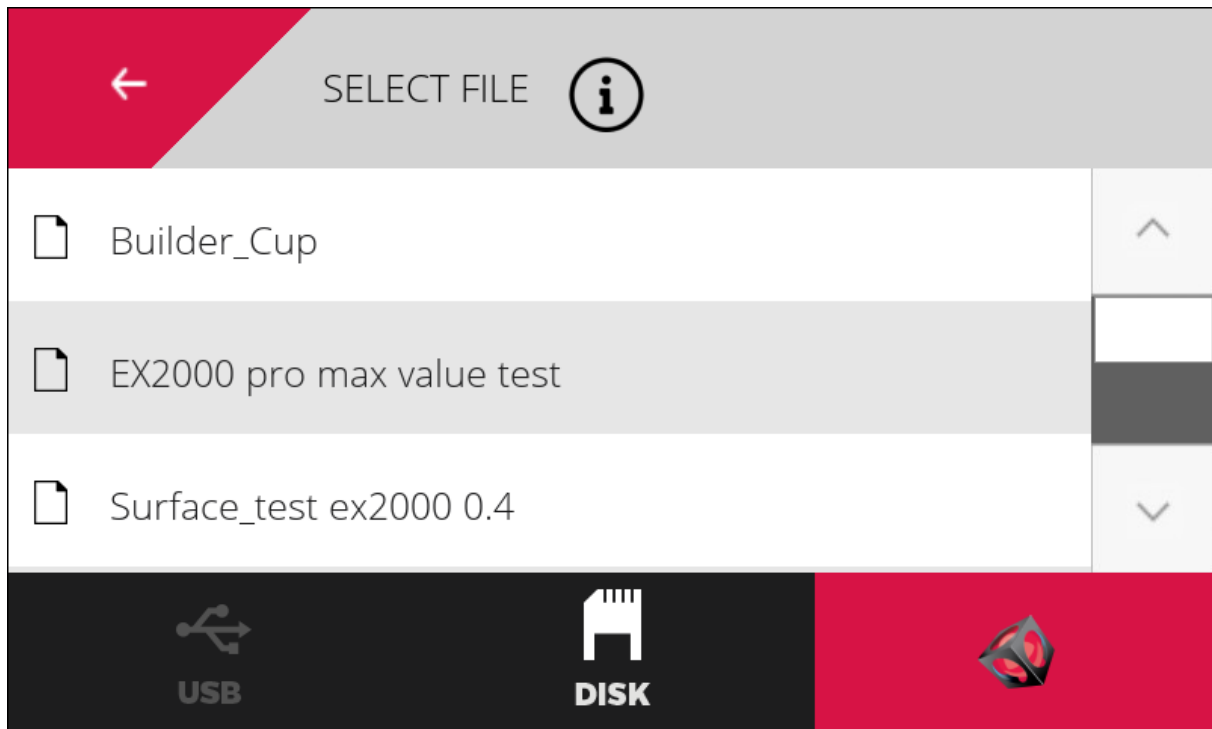 SELECT FILE
Builder_Cup
EX2000 pro max value test
Surface_test ex2000 0.4
USB
DISK